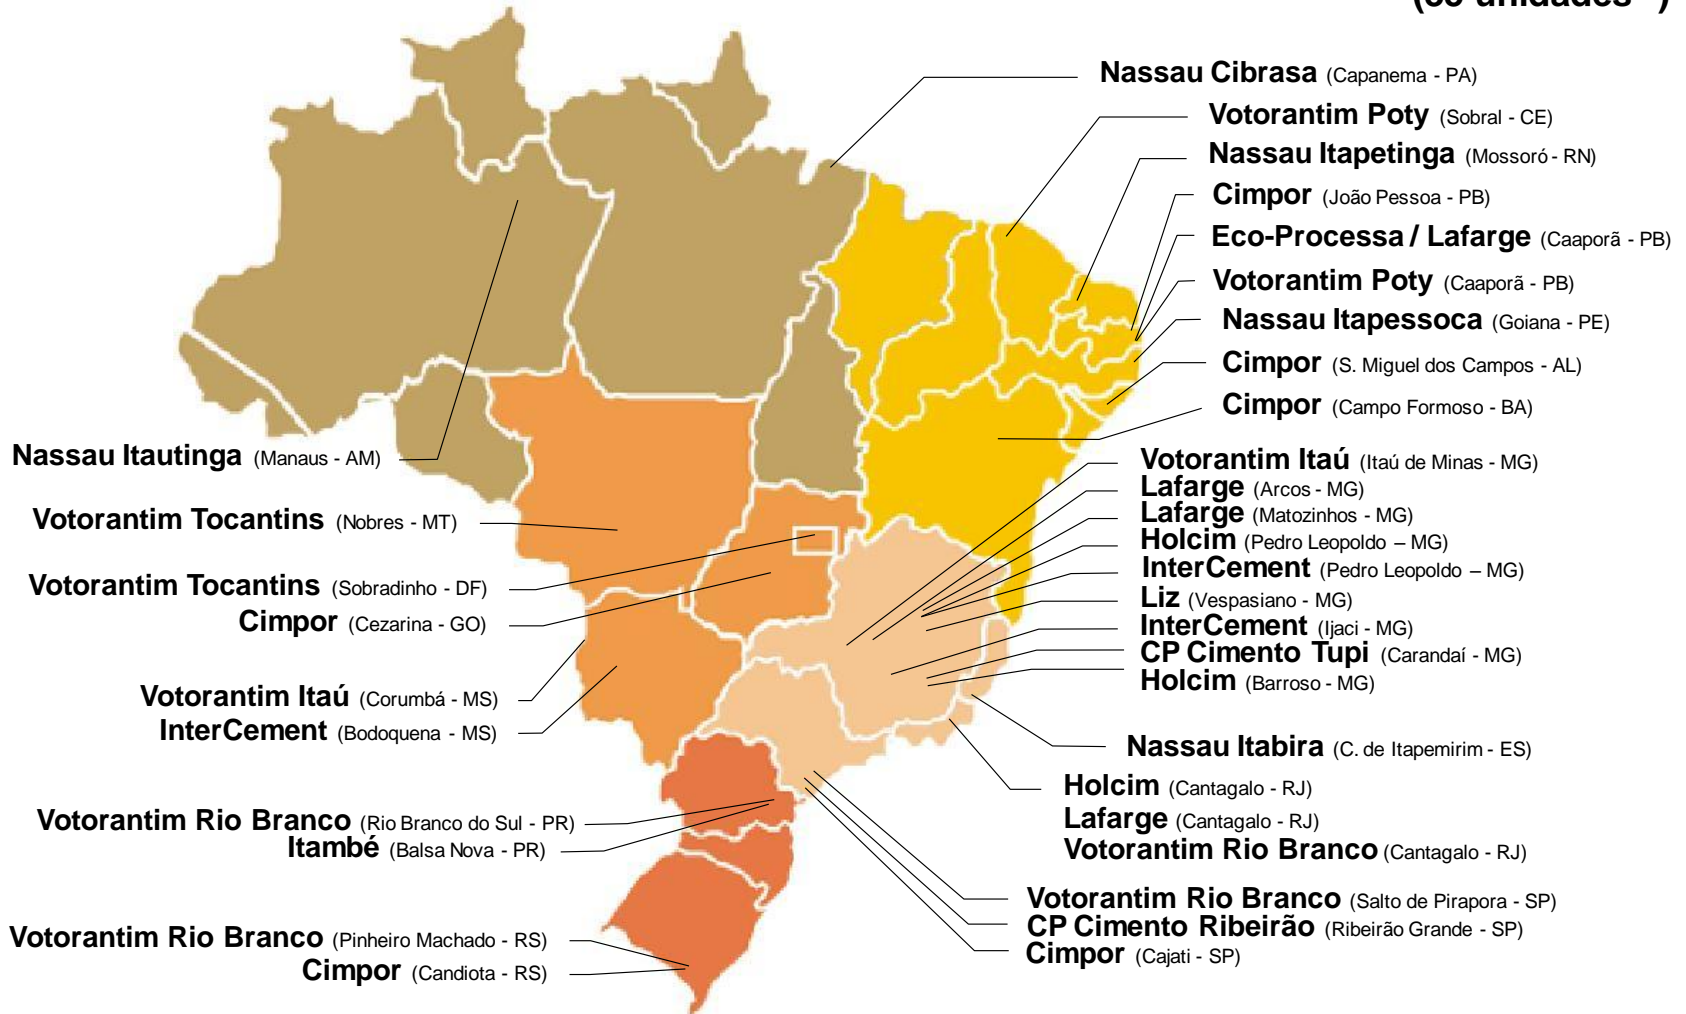 unidades
Nassau Cibrasa (Capanema - PA)
Votorantim Poty (Sobral - CE)
Nassau Itapetinga (Mossoró - RN)
Cimpor (João Pessoa - PB)
Eco-Processa / Lafarge (Caaporã - PB)
Votorantim Poty (Caaporã - PB)
Nassau Itapessoca (Goiana - PE)
Cimpor (S. Miguel dos Campos - AL)
Cimpor (Campo Formoso - BA)
Nassau Itautinga (Manaus - AM)
Votorantim Tocantins (Nobres - MT)
Votorantim Tocantins (Sobradinho - DF)
Cimpor (Cezarina - GO)
Votorantim Itaú (Corumbá - MS)
InterCement (Bodoquena - MS)
Votorantim Itaú (Itaú de Minas - MG)
Lafarge (Arcos - MG)
Lafarge (Matozinhos - MG)
Holcim (Pedro Leopoldo – MG)
InterCement (Pedro Leopoldo – MG)
Liz (Vespasiano - MG)
InterCement (Ijaci - MG)
CP Cimento Tupi (Carandaí - MG)
Holcim (Barroso - MG)
Nassau Itabira (C. de Itapemirim - ES)
Holcim (Cantagalo - RJ)
Lafarge (Cantagalo - RJ)
Votorantim Rio Branco (Cantagalo - RJ)
Votorantim Rio Branco (Rio Branco do Sul - PR)
Itambé (Balsa Nova - PR)
Votorantim Rio Branco (Salto de Pirapora - SP)
CP Cimento Ribeirão (Ribeirão Grande - SP)
Cimpor (Cajati - SP)
Votorantim Rio Branco (Pinheiro Machado - RS)
Cimpor (Candiota - RS)